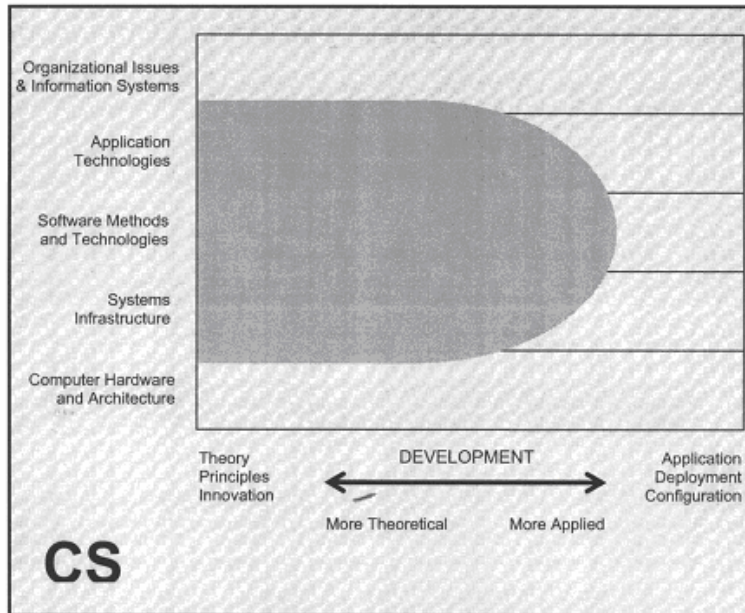 Organizational Issues
& Information Systems
Application
Technologies
Software Methods
and Technologies
Systems
Infrastructure
Computer Hardware
and Architecture
Theory
Principles
Innovation
DEVELOPMENT
Application
Deployment
Configuration
More Theoretical
More Applied
CS